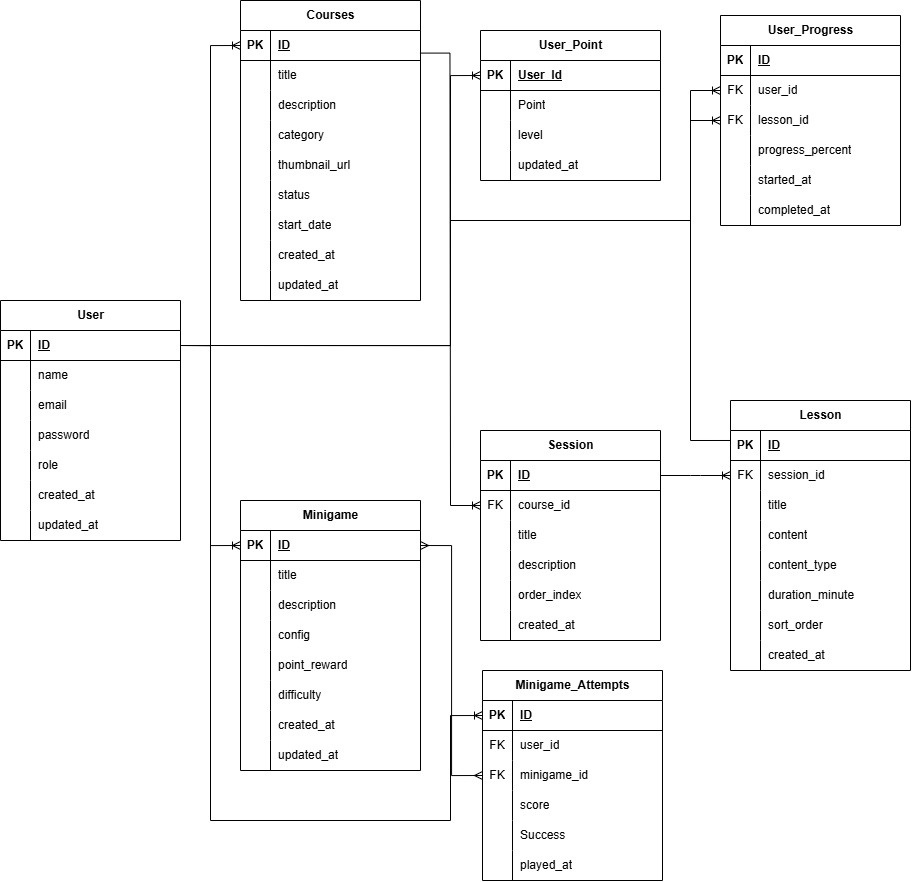 Courses
PK ID
title
description
category
thumbnail_url
status
start_date
created_at
updated_at
User_Point
PK User_Id
Point
level
updated_at
User_Progress
PK ID
FK user_id
FK lesson_id
progress_percent
started_at
completed_at
User
PK ID
name
email
password
role
created_at
updated_at
Minigame
PK ID
title
description
config
point_reward
difficulty
created_at
updated_at
Session
PK ID
FK course_id
title
description
order_index
created_at
Lesson
PK ID
FK session_id
title
content
content_type
duration_minute
sort_order
created_at
Minigame_Attempts
PK ID
FK user_id
FK minigame_id
score
Success
played_at